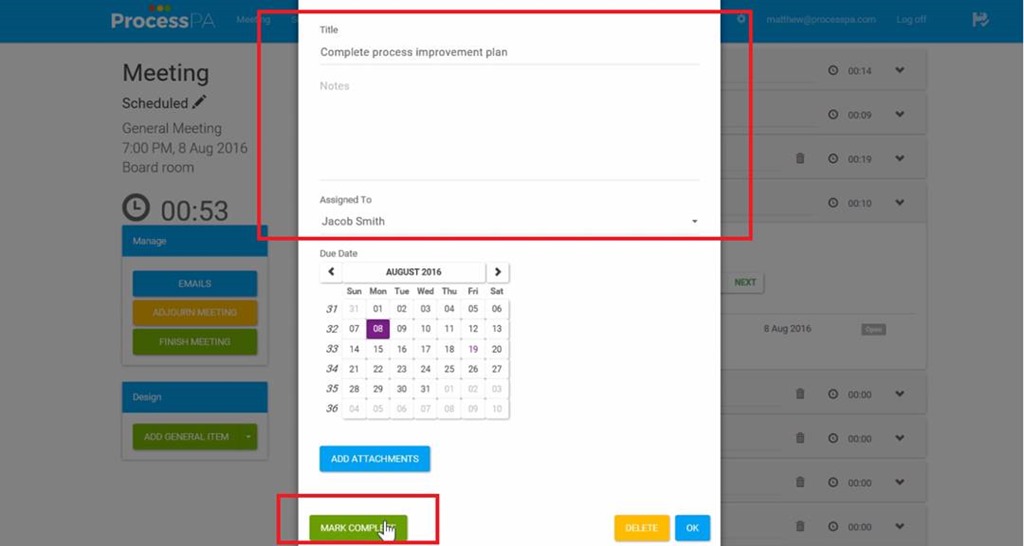 ProcessPA
Meeting
matthew@processpa.com
Log off
Meeting
Scheduled
General Meeting
7:00 PM, 8 Aug 2016
Board room
00:53
Manage
EMAILS
ADJOURN MEETING
FINISH MEETING
Design
ADD GENERAL ITEM
Title
Complete process improvement plan
Notes
Assigned To
Jacob Smith
Due Date
AUGUST 2016
Sun Mon Tue Wed Thu Fri Sat
31 31 01 02 03 04 05 06
32 07 08 09 10 11 12 13
33 14 15 16 17 18 19 20
34 21 22 23 24 25 26 27
35 28 29 30 31 01 02 03
36 04 05 06 07 08 09 10
ADD ATTACHMENTS
MARK COMPLETE
DELETE
OK
00:14
00:09
00:19
00:10
NEXT
8 Aug 2016
Open
00:00
00:00
00:00
00:00